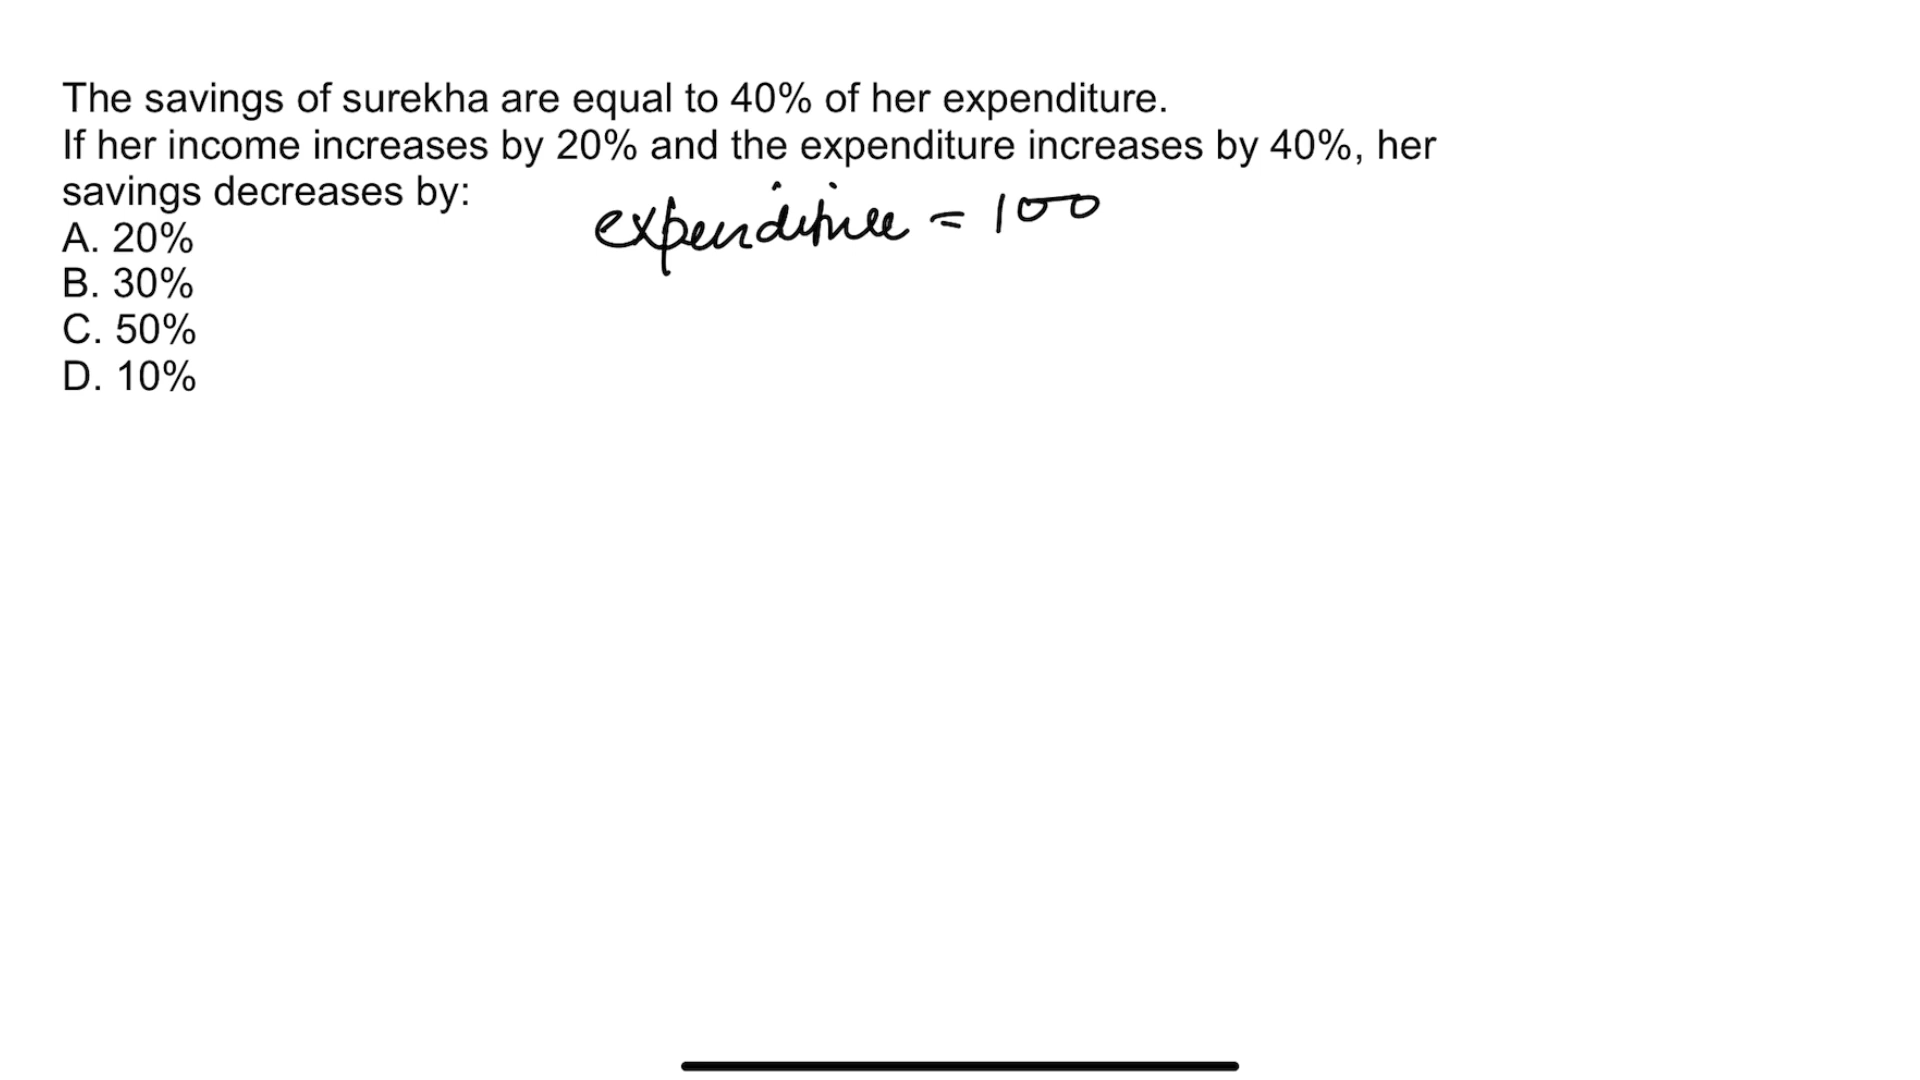 The savings of surekha are equal to 40% of her expenditure.
If her income increases by 20% and the expenditure increases by 40%, her
savings decreases by:
expenditure = 100
A. 20%
B. 30%
C. 50%
D. 10%